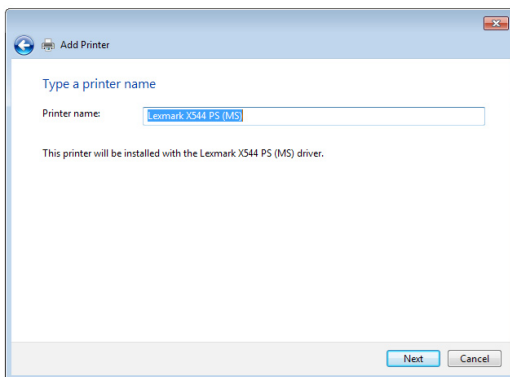 Add Printer
Type a printer name
Printer name: Lexmark X544 PS (MS)
This printer will be installed with the Lexmark X544 PS (MS) driver.
Next Cancel